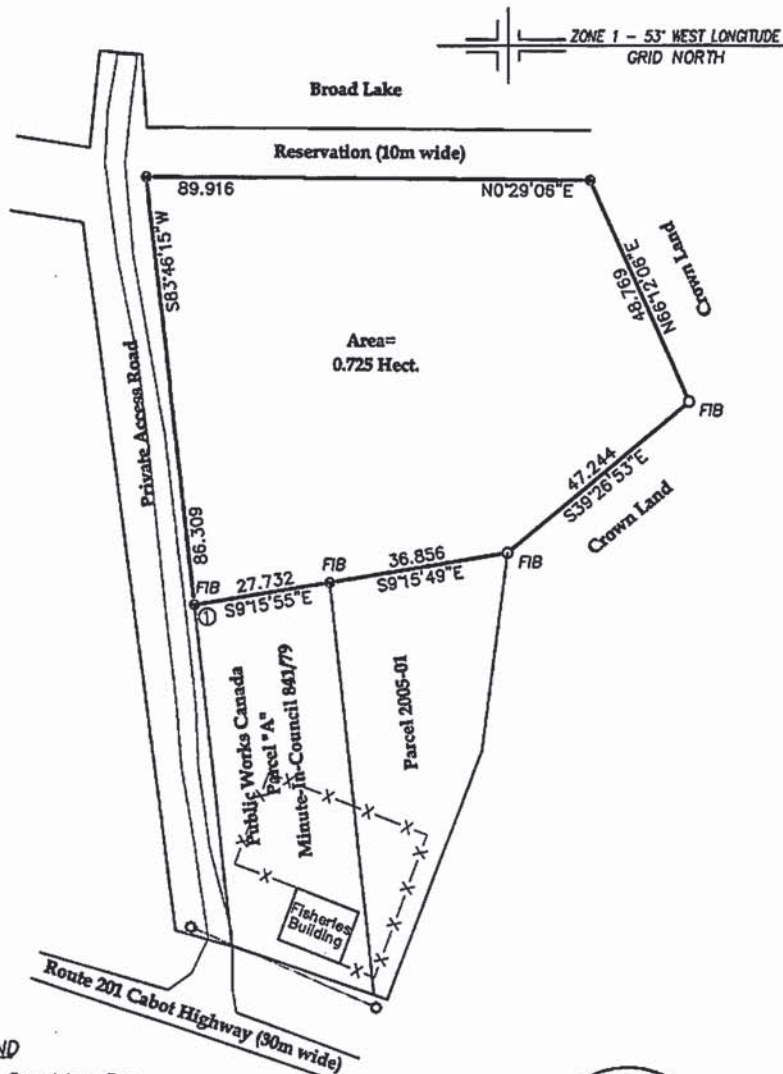 ZONE 1 - 53° WEST LONGITUDE
GRID NORTH
Broad Lake
Reservation (10m wide)
89.916
N0°29'06"E
S83°46'15"W
48.769
N66°12'06"E
Crown Land
Area=
0.725 Hect.
Private Access Road
FIB
47.244
S39°26'53"E
Crown Land
86.309
FIB
27.732
S9°15'55"E
FIB
36.856
S9°15'49"E
FIB
1
Public Works Canada
Parcel "A"
Minute-In-Council 841/79
Parcel 2005-01
Fisheries
Building
Route 201 Cabot Highway (30m wide)
ND